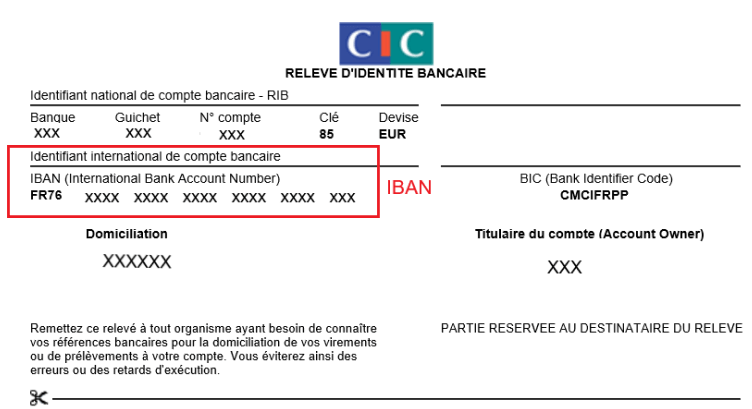 CIC
RELEVE D'IDENTITE BANCAIRE
Identifiant national de compte bancaire - RIB
Banque Guichet N° compte Clé Devise
XXX XXX XXX 85 EUR
Identifiant international de compte bancaire
IBAN (International Bank Account Number)
FR76 XXXX XXXX XXXX XXXX XXXX XXX
IBAN
BIC (Bank Identifier Code)
CMCIFRPP
Domiciliation
XXXXXX
Titulaire du compte (Account Owner)
XXX
Remettez ce relevé à tout organisme ayant besoin de connaître
vos références bancaires pour la domiciliation de vos virements
ou de prélèvements à votre compte. Vous éviterez ainsi des
erreurs ou des retards d'exécution.
PARTIE RESERVEE AU DESTINATAIRE DU RELEVE